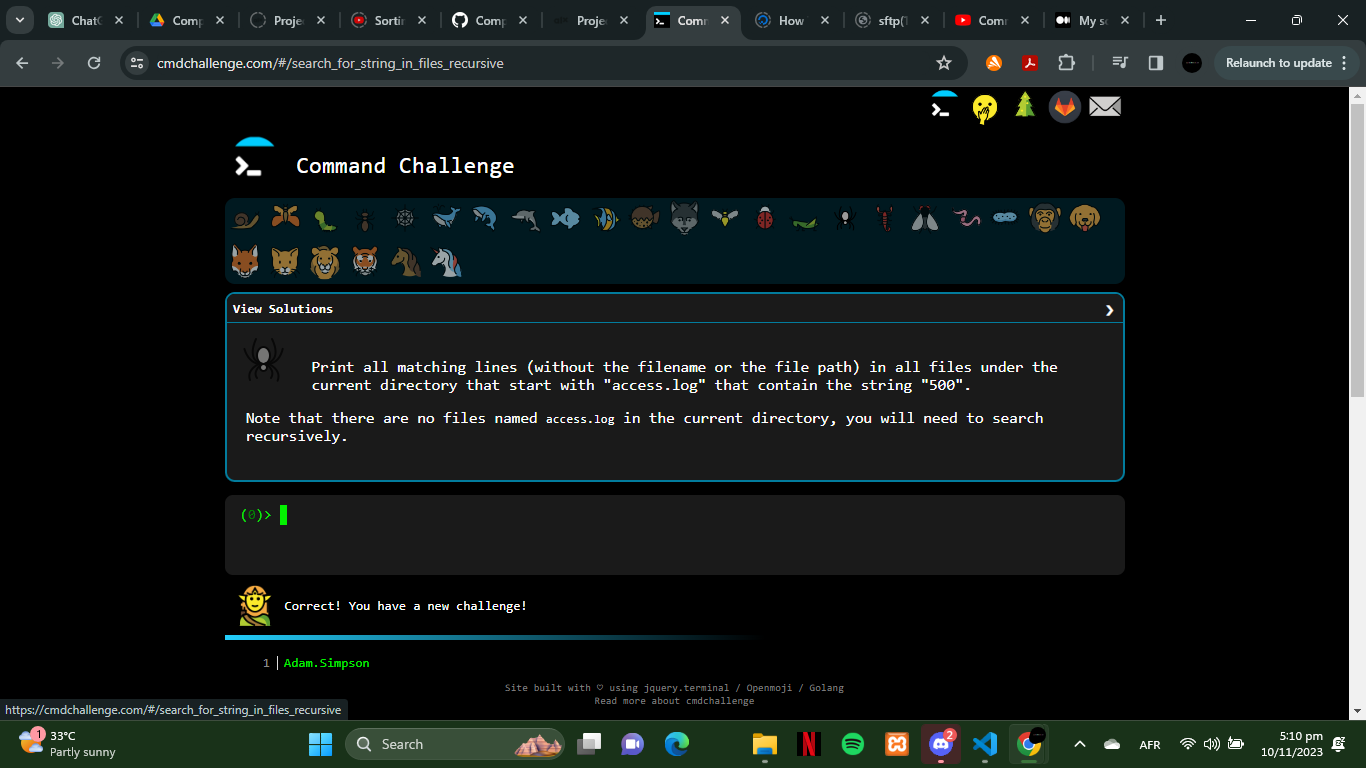 ChatG
Comp
Proje
Sortin
Comp
Proje
Comm
How
sftp(1
Comm
My so
cmdchallenge.com/#/search_for_string_in_files_recursive
Relaunch to update
Command Challenge
View Solutions
Print all matching lines (without the filename or the file path) in all files under the
current directory that start with "access.log" that contain the string "500".
Note that there are no files named access.log in the current directory, you will need to search
recursively.
(0)>
Correct! You have a new challenge!
1 Adam.Simpson
Site built with ♡ using jquery.terminal / Openmoji / Golang
Read more about cmdchallenge
https://cmdchallenge.com/#/search_for_string_in_files_recursive
1
33°C
Partly sunny
Search
2
AFR
5:10 pm
10/11/2023